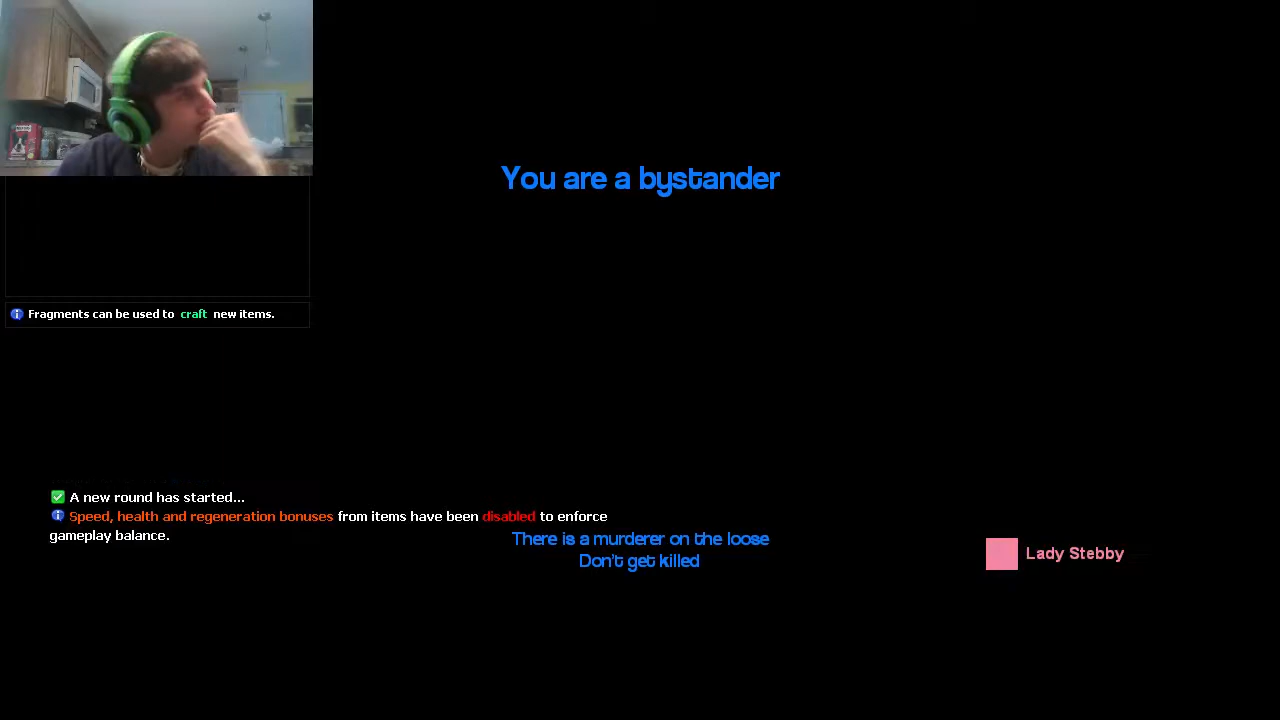 You are a bystander
Fragments can be used to craft new items.
A new round has started...
Speed, health and regeneration bonuses from items have been disabled to enforce
gameplay balance.
There is a murderer on the loose
Don't get killed
Lady Stebby